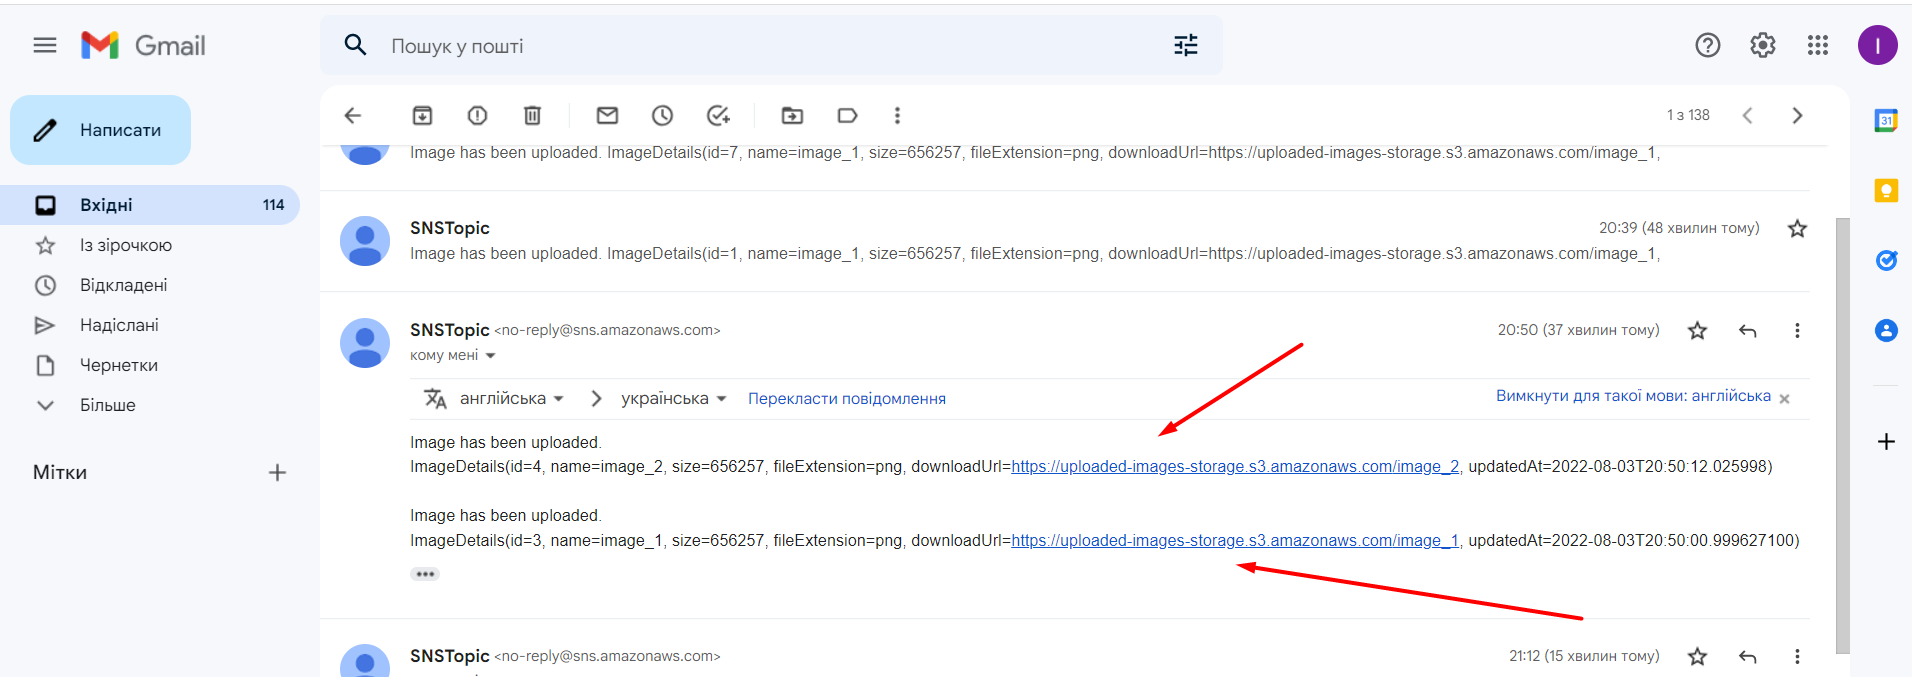 Gmail
Пошук у пошті
I
Написати
1 з 138
31
Image has been uploaded. ImageDetails(id=7, name=image_1, size=656257, fileExtension=png, downloadUrl=https://uploaded-images-storage.s3.amazonaws.com/image_1,
Вхідні 114
Із зірочкою
Відкладені
Надіслані
Чернетки
Більше
Мітки
SNSTopic 20:39 (48 хвилин тому)
Image has been uploaded. ImageDetails(id=1, name=image_1, size=656257, fileExtension=png, downloadUrl=https://uploaded-images-storage.s3.amazonaws.com/image_1,
SNSTopic <no-reply@sns.amazonaws.com> 20:50 (37 хвилин тому)
кому мені
англійська > українська Перекласти повідомлення Вимкнути для такої мови: англійська
Image has been uploaded.
ImageDetails(id=4, name=image_2, size=656257, fileExtension=png, downloadUrl=https://uploaded-images-storage.s3.amazonaws.com/image_2, updatedAt=2022-08-03T20:50:12.025998)
Image has been uploaded.
ImageDetails(id=3, name=image_1, size=656257, fileExtension=png, downloadUrl=https://uploaded-images-storage.s3.amazonaws.com/image_1, updatedAt=2022-08-03T20:50:00.999627100)
SNSTopic <no-reply@sns.amazonaws.com> 21:12 (15 хвилин тому)